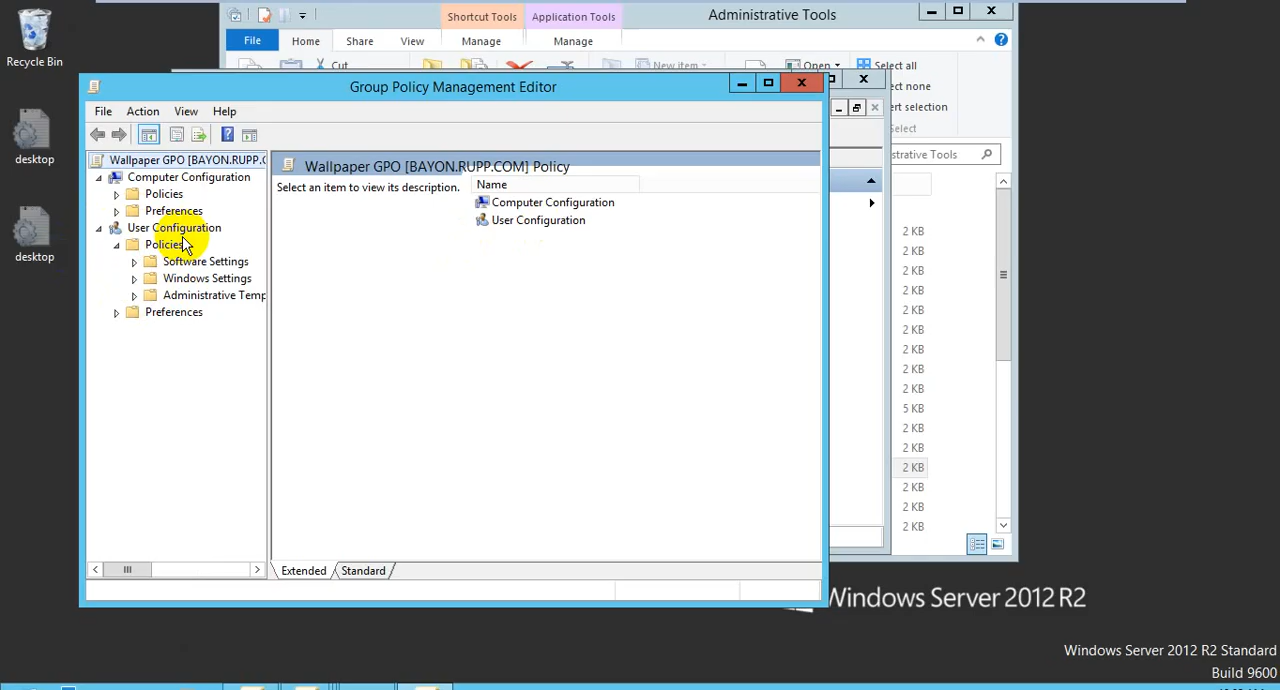 Recycle Bin
desktop
desktop
Shortcut Tools
Application Tools
Administrative Tools
File
Home
Share
View
Manage
Manage
Cut
New item
Open
Select all
ect none
ert selection
elect
strative Tools
2 KB
2 KB
2 KB
2 KB
2 KB
2 KB
2 KB
2 KB
2 KB
5 KB
2 KB
2 KB
2 KB
2 KB
2 KB
2 KB
Group Policy Management Editor
File
Action
View
Help
Wallpaper GPO [BAYON.RUPP.C
Computer Configuration
Policies
Preferences
User Configuration
Policies
Software Settings
Windows Settings
Administrative Temp
Preferences
Wallpaper GPO [BAYON.RUPP.COM] Policy
Select an item to view its description.
Name
Computer Configuration
User Configuration
Extended
Standard
Windows Server 2012 R2
Windows Server 2012 R2 Standard
Build 9600